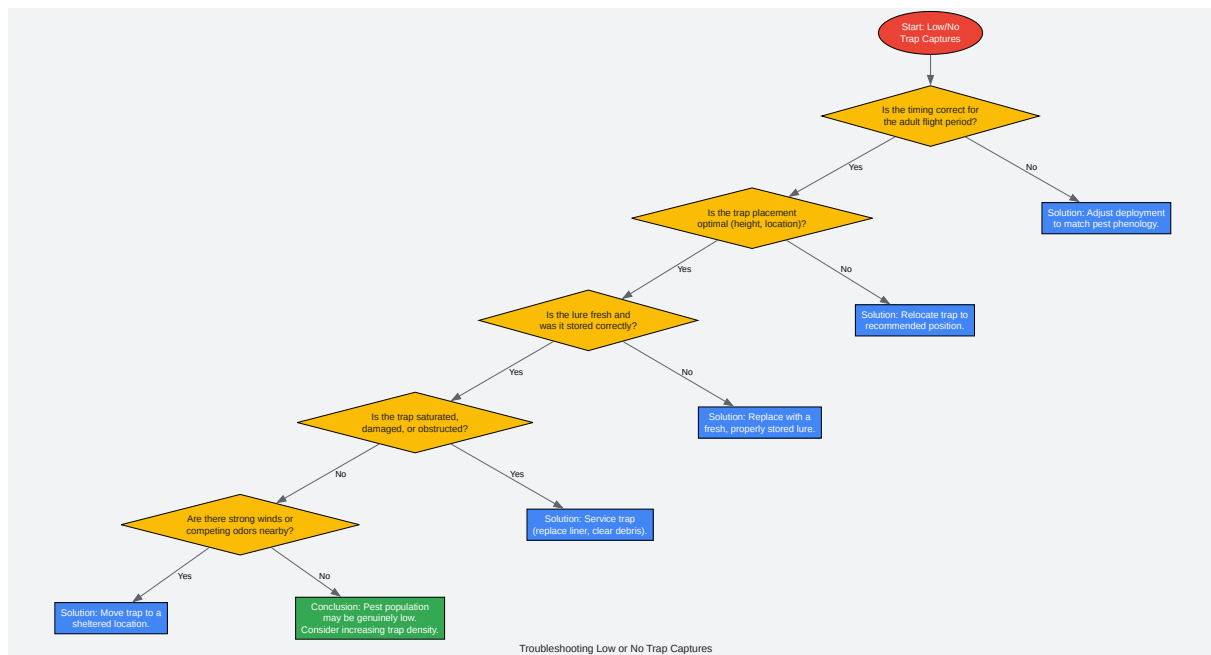 Start: Low/No
Trap Captures
Is the timing correct for
the adult flight period?
Yes
No
Is the trap placement
optimal (height, location)?
Solution: Adjust deployment
to match pest phenology.
Yes
No
Is the lure fresh and
was it stored correctly?
Solution: Relocate trap to
recommended position.
Yes
No
Is the trap saturated,
damaged, or obstructed?
Solution: Replace with a
fresh, properly stored lure.
No
Yes
Are there strong winds or
competing odors nearby?
Solution: Service trap
(replace liner, clear debris).
Yes
No
Solution: Move trap to a
sheltered location.
Conclusion: Pest population
may be genuinely low.
Consider increasing trap density.
Troubleshooting Low or No Trap Captures